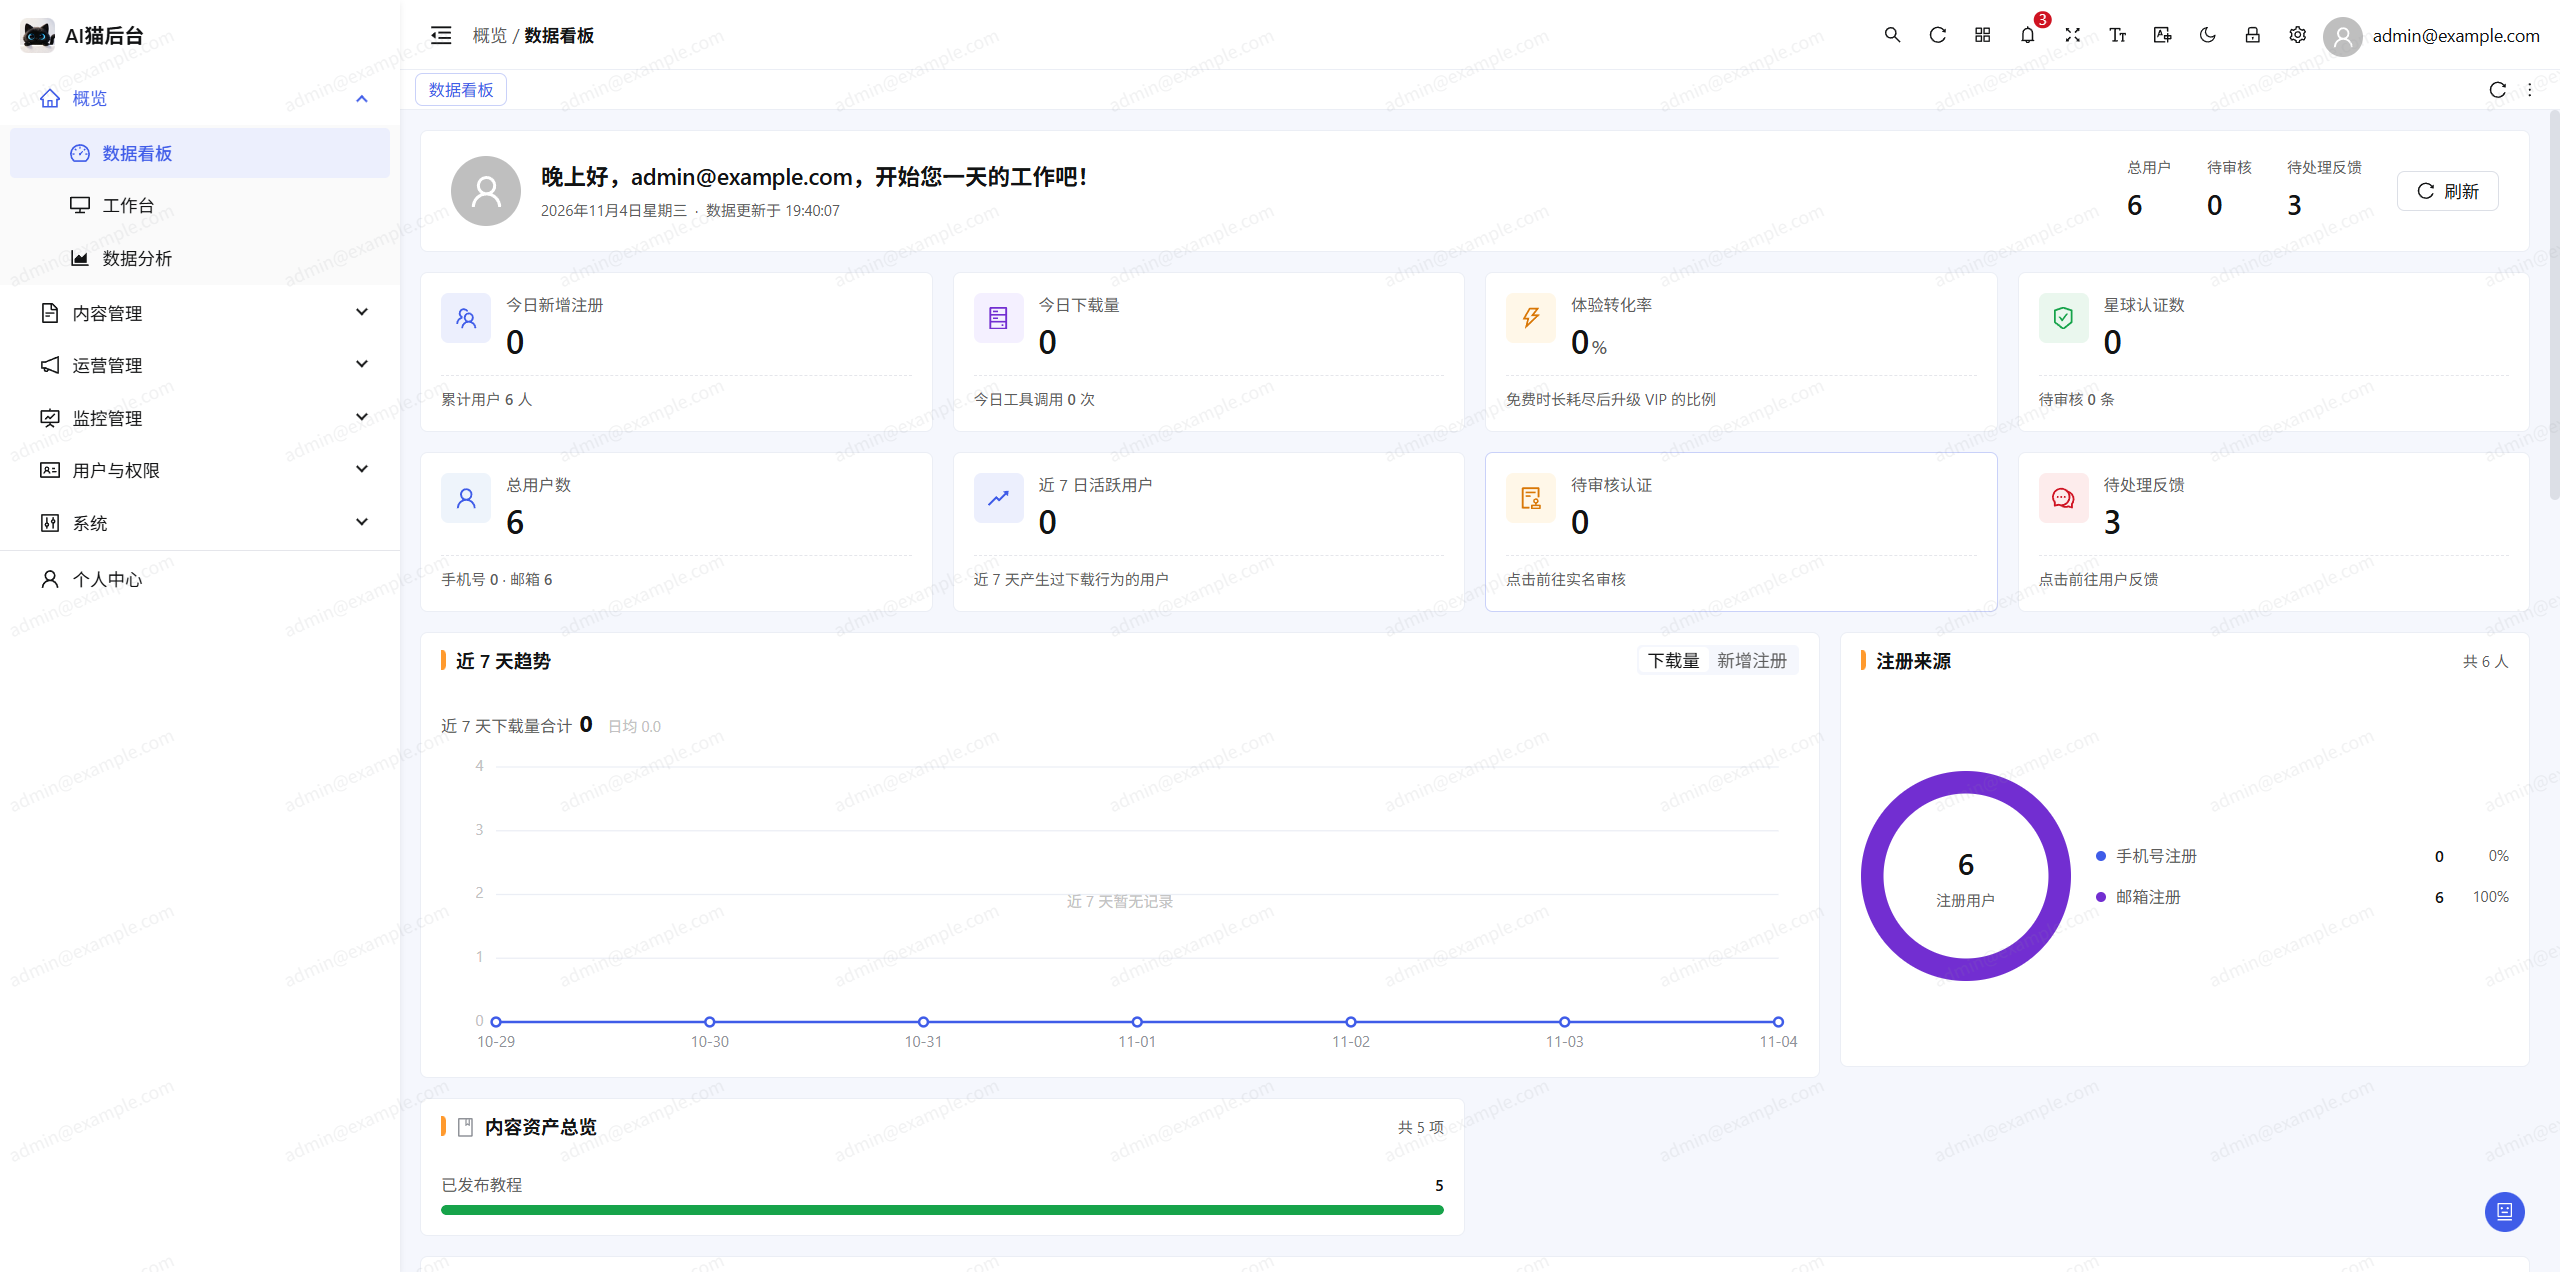 AI猫后台
概览
数据看板
工作台
数据分析
内容管理
运营管理
监控管理
用户与权限
系统
个人中心
概览 / 数据看板
3
admin@example.com
数据看板
晚上好，admin@example.com，开始您一天的工作吧！
2026年11月4日星期三 · 数据更新于 19:40:07
总用户 待审核 待处理反馈
6 0 3
刷新
今日新增注册
0
累计用户 6 人
今日下载量
0
今日工具调用 0 次
体验转化率
0%
免费时长耗尽后升级 VIP 的比例
星球认证数
0
待审核 0 条
总用户数
6
手机号 0 · 邮箱 6
近 7 日活跃用户
0
近 7 天产生过下载行为的用户
待审核认证
0
点击前往实名审核
待处理反馈
3
点击前往用户反馈
近 7 天趋势
下载量 新增注册
近 7 天下载量合计 0 日均 0.0
4
3
2
1
0
近 7 天暂无记录
10-29 10-30 10-31 11-01 11-02 11-03 11-04
注册来源
共 6 人
6
注册用户
手机号注册 0 0%
邮箱注册 6 100%
内容资产总览
共 5 项
已发布教程 5